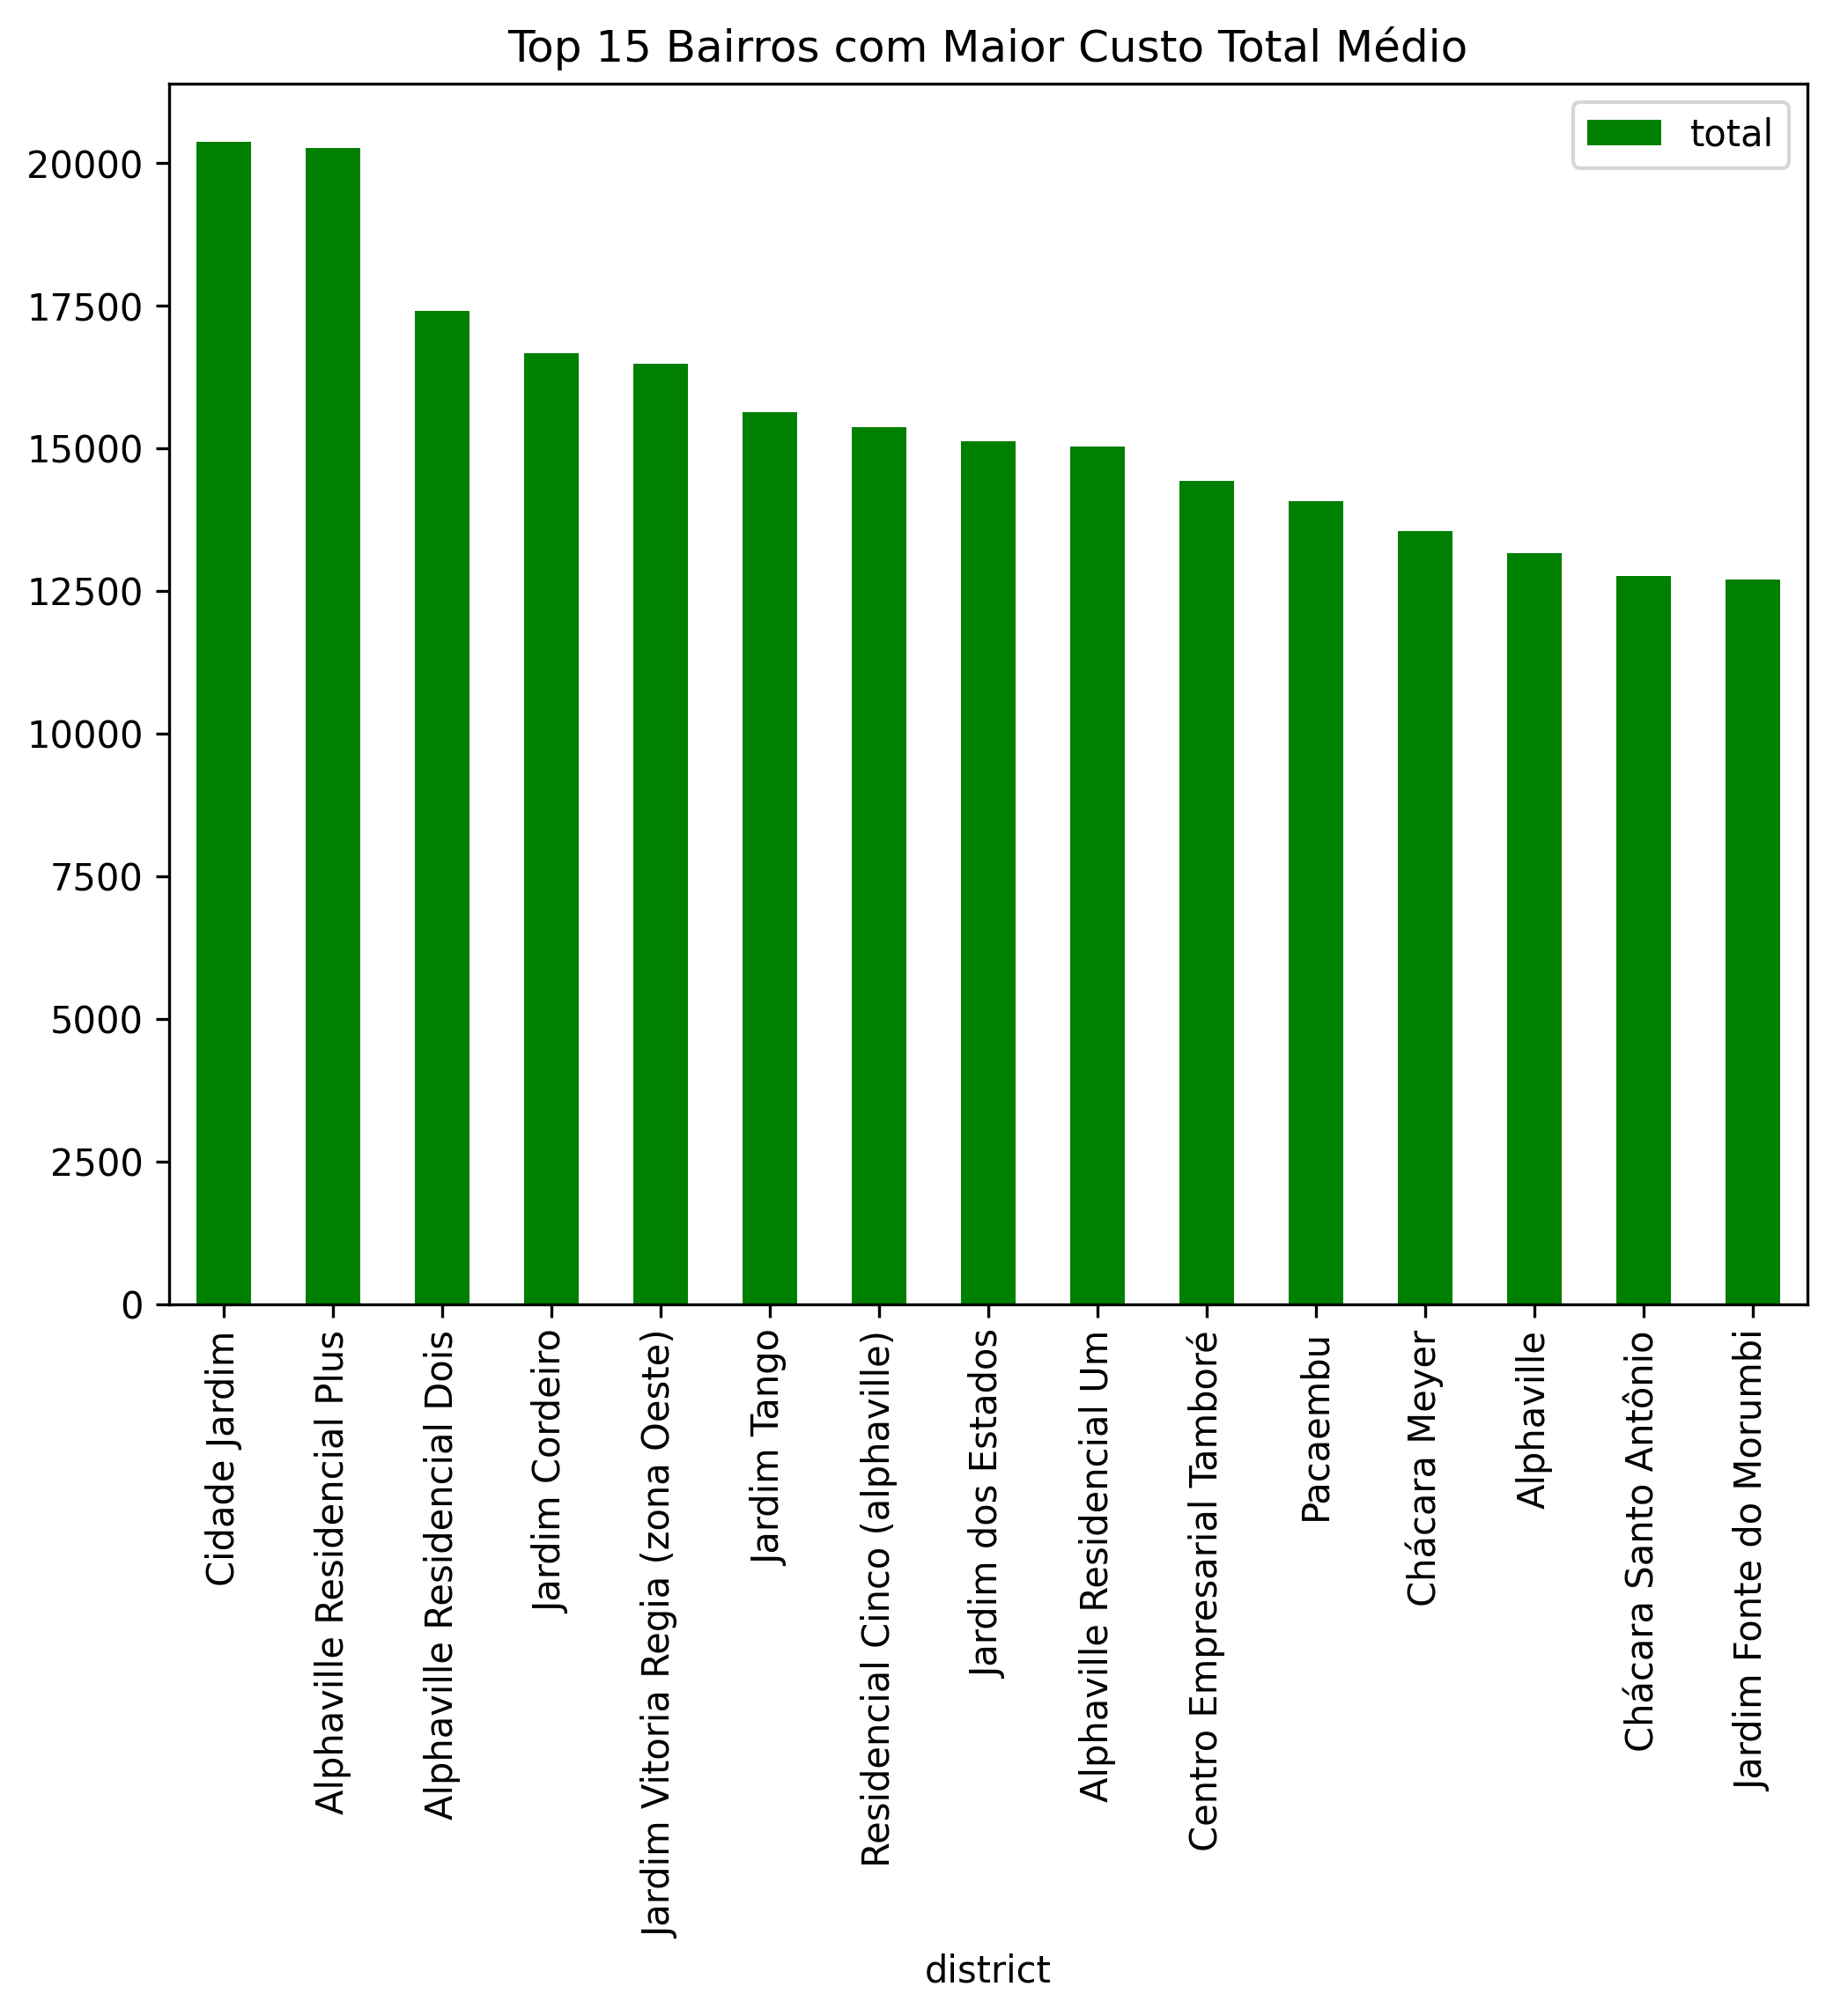 Top 15 Bairros com Maior Custo Total Médio
total
20000
17500
15000
12500
10000
7500
5000
2500
0
Cidade Jardim
Alphaville Residencial Plus
Alphaville Residencial Dois
Jardim Cordeiro
Jardim Vitoria Regia (zona Oeste)
Jardim Tango
Residencial Cinco (alphaville)
Jardim dos Estados
Alphaville Residencial Um
Centro Empresarial Tamboré
Pacaembu
Chácara Meyer
Alphaville
Chácara Santo Antônio
Jardim Fonte do Morumbi
district